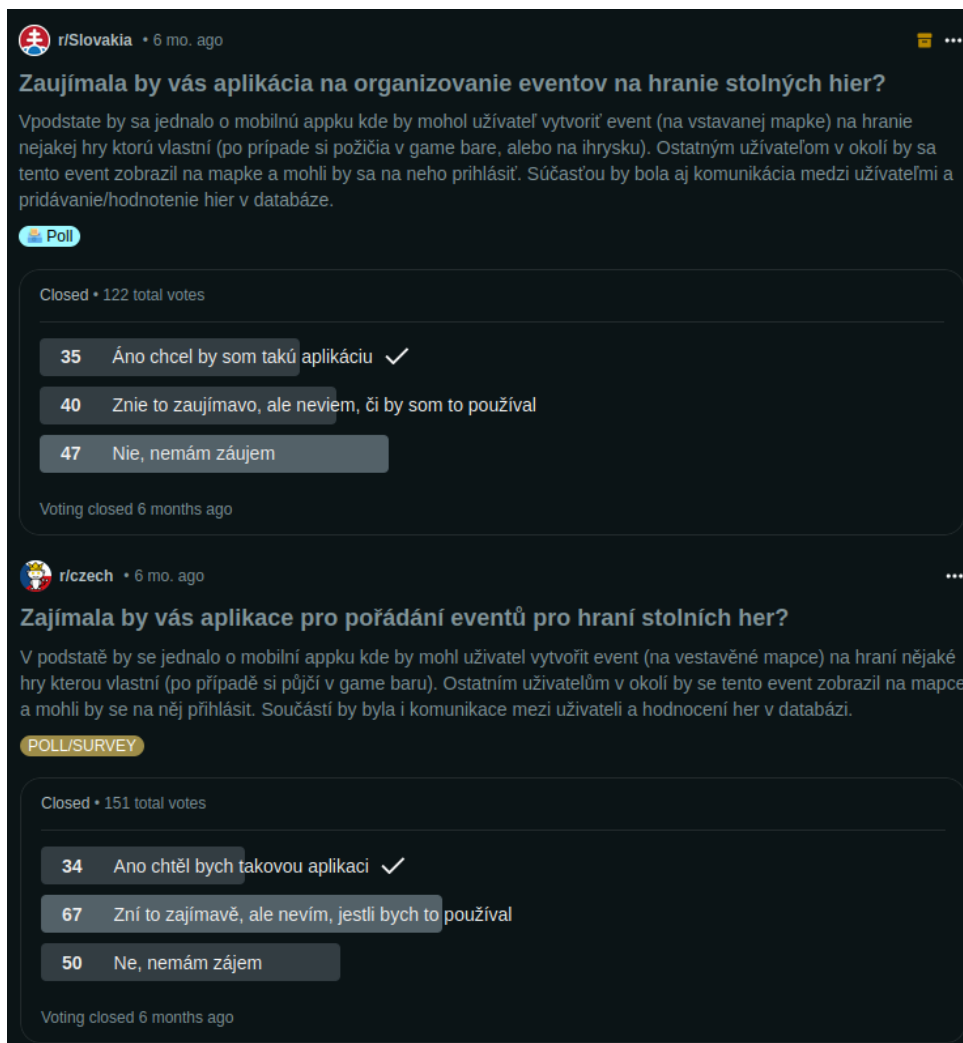 r/Slovakia • 6 mo. ago
Zaujímala by vás aplikácia na organizovanie eventov na hranie stolných hier?
Vpodstate by sa jednalo o mobilnú appku kde by mohol užívateľ vytvoriť event (na vstavanej mapke) na hranie
nejakej hry ktorú vlastní (po prípade si požičia v game bare, alebo na ihrysku). Ostatným užívateľom v okolí by sa
tento event zobrazil na mapke a mohli by sa na neho prihlásiť. Súčasťou by bola aj komunikácia medzi užívateľmi a
pridávanie/hodnotenie hier v databáze.
Poll
Closed • 122 total votes
35 Áno chcel by som takú aplikáciu
40 Znie to zaujímavo, ale neviem, či by som to používal
47 Nie, nemám záujem
Voting closed 6 months ago
r/czech • 6 mo. ago
Zajímala by vás aplikace pro pořádání eventů pro hraní stolních her?
V podstatě by se jednalo o mobilní appku kde by mohl uživatel vytvořit event (na vestavěné mapce) na hraní nějaké
hry kterou vlastní (po případě si půjčí v game baru). Ostatním uživatelům v okolí by se tento event zobrazil na mapce
a mohli by se na něj přihlásit. Součástí by byla i komunikace mezi uživateli a hodnocení her v databázi.
POLL/SURVEY
Closed • 151 total votes
34 Ano chtěl bych takovou aplikaci
67 Zní to zajímavě, ale nevím, jestli bych to používal
50 Ne, nemám zájem
Voting closed 6 months ago